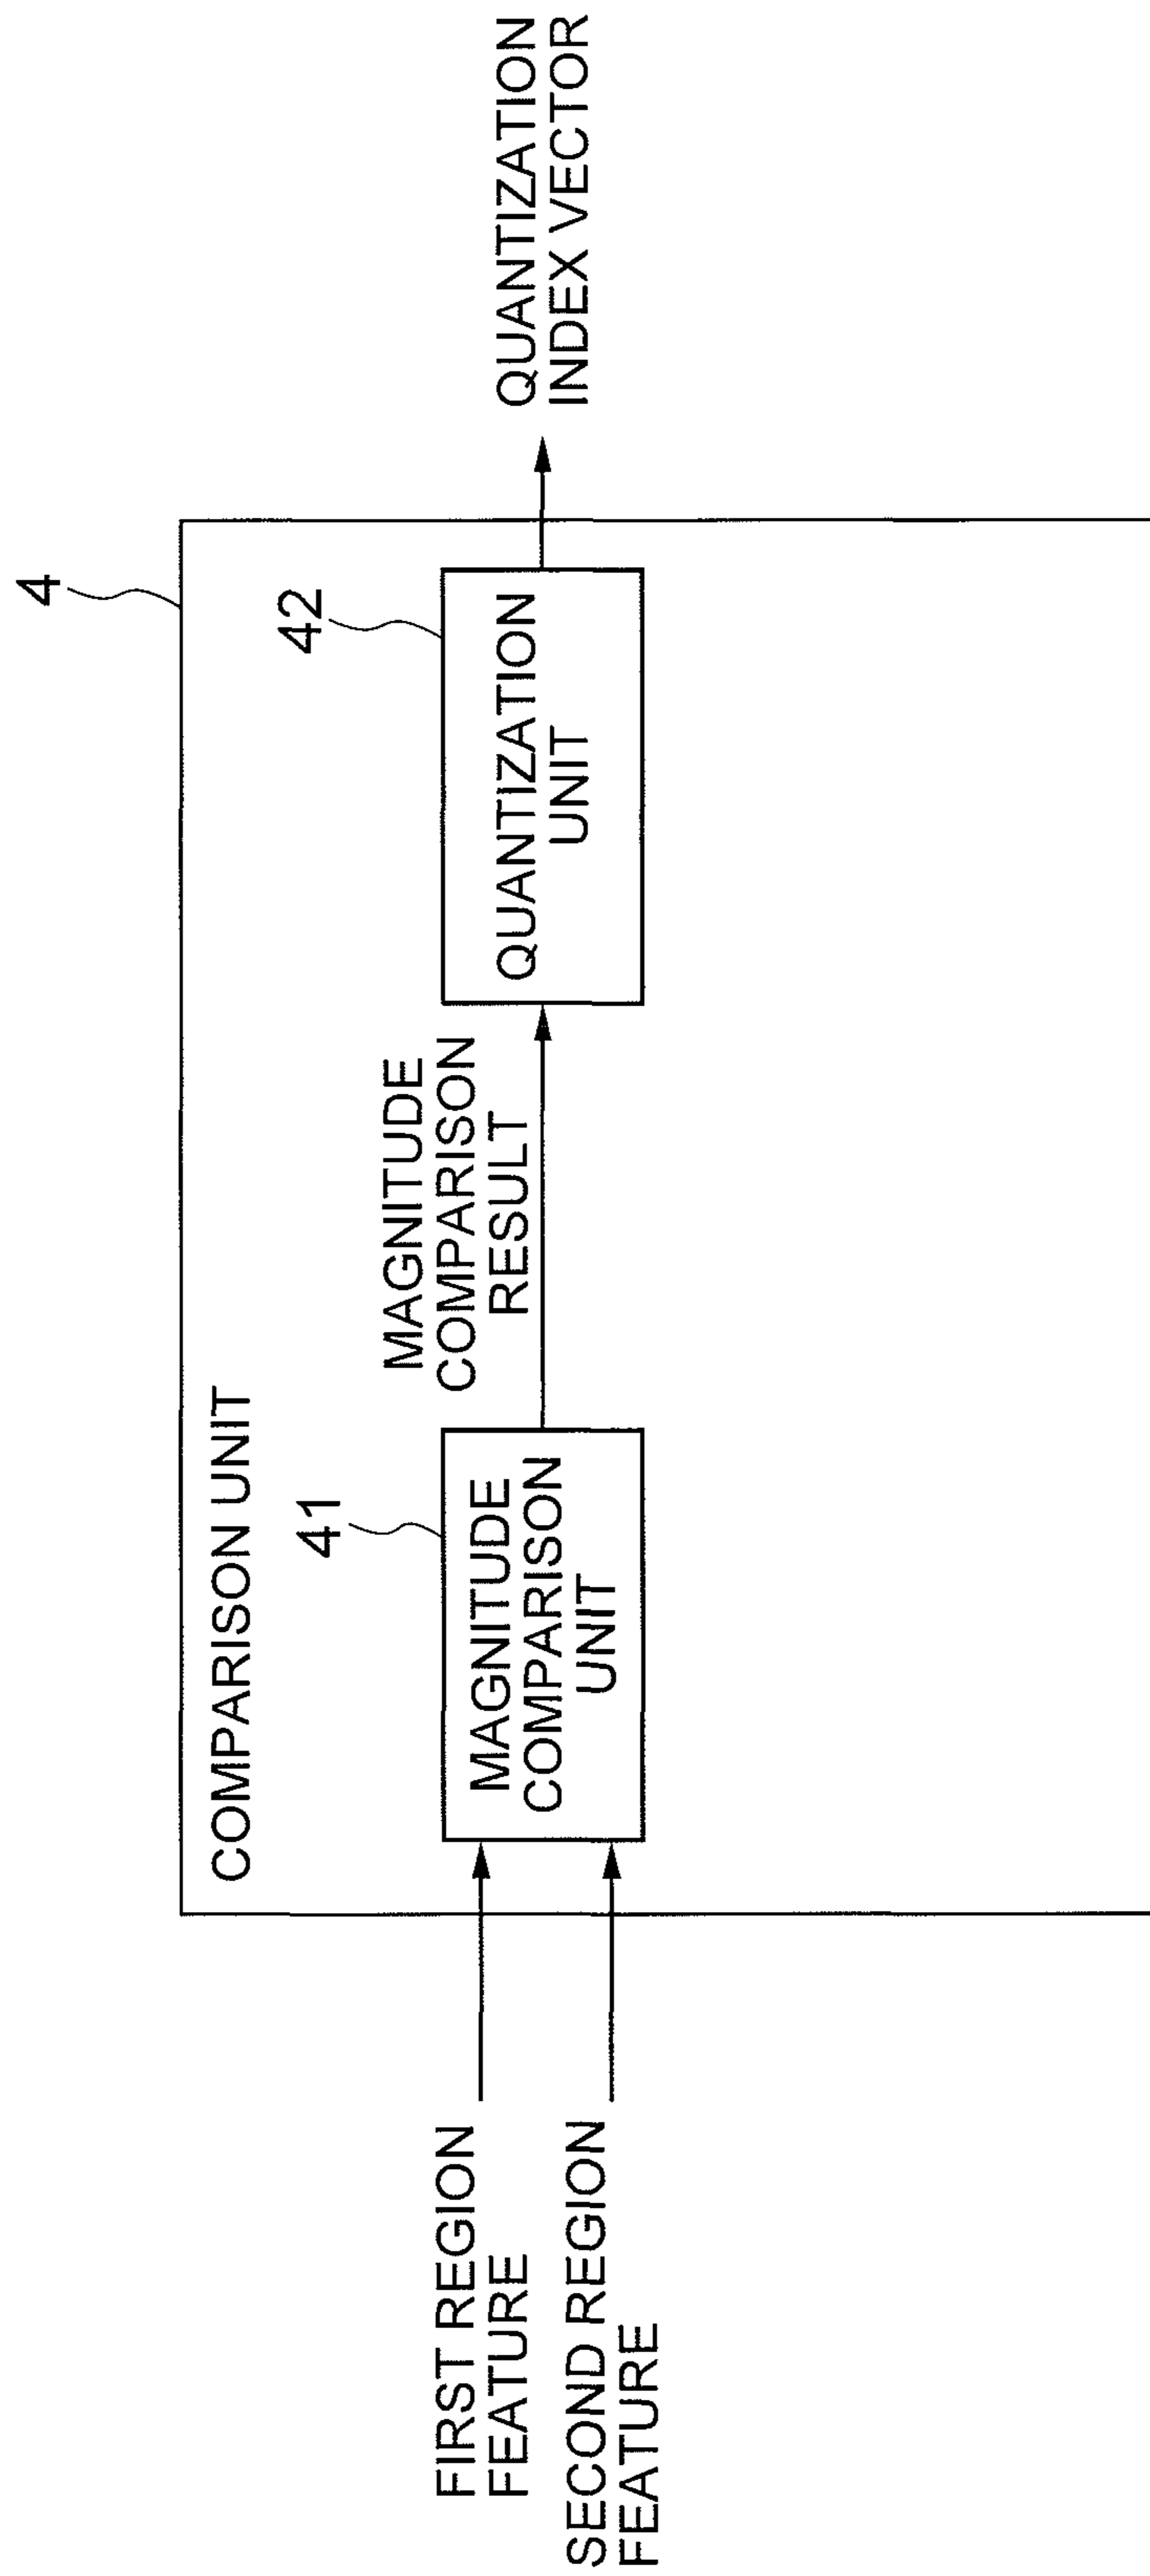 4
COMPARISON UNIT
41
42
FIRST REGION
FEATURE
SECOND REGION
FEATURE
MAGNITUDE
COMPARISON
UNIT
MAGNITUDE
COMPARISON
RESULT
QUANTIZATION
UNIT
QUANTIZATION
INDEX VECTOR